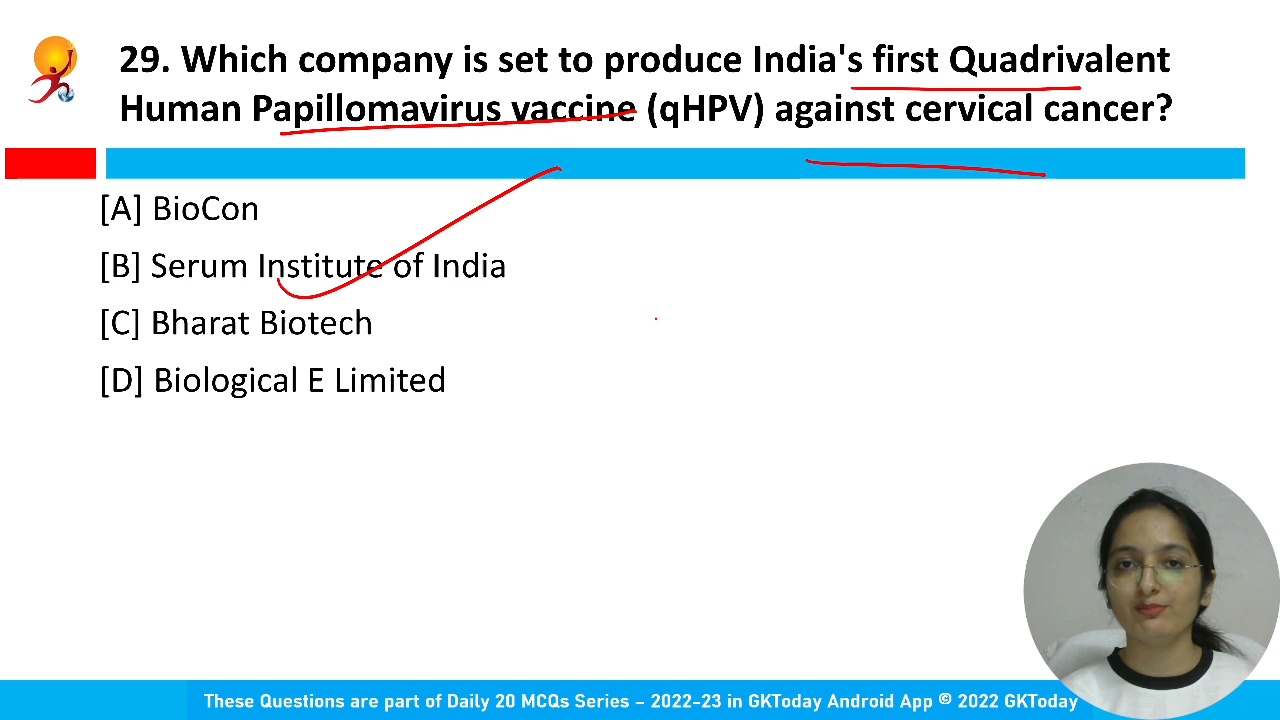 29. Which company is set to produce India's first Quadrivalent
Human Papillomavirus vaccine (qHPV) against cervical cancer?
[A] BioCon
[B] Serum Institute of India
[C] Bharat Biotech
[D] Biological E Limited
These Questions are part of Daily 20 MCQs Series – 2022-23 in GKToday Android App © 2022 GKToday